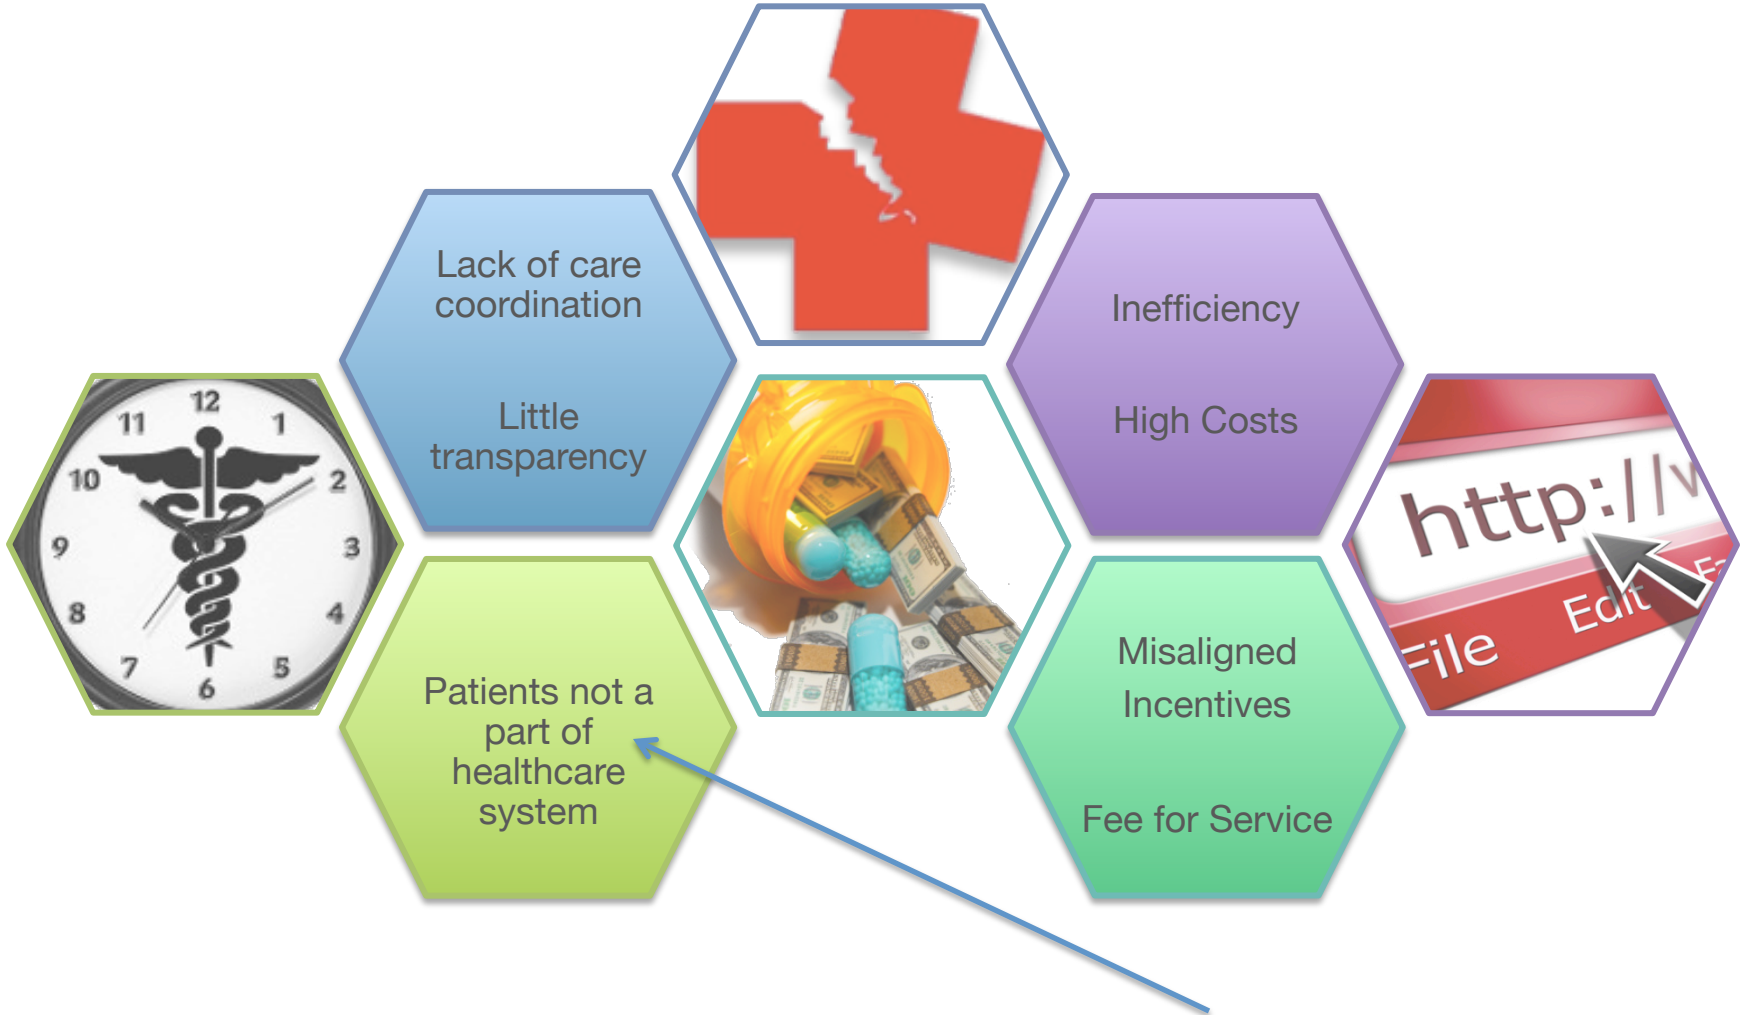 Lack of care
coordination
Little
transparency
Inefficiency
High Costs
12
11
1
10
2
9
3
8
4
7
5
6
http://w
File
Edit
Fa
Patients not a
part of
healthcare
system
Misaligned
Incentives
Fee for Service